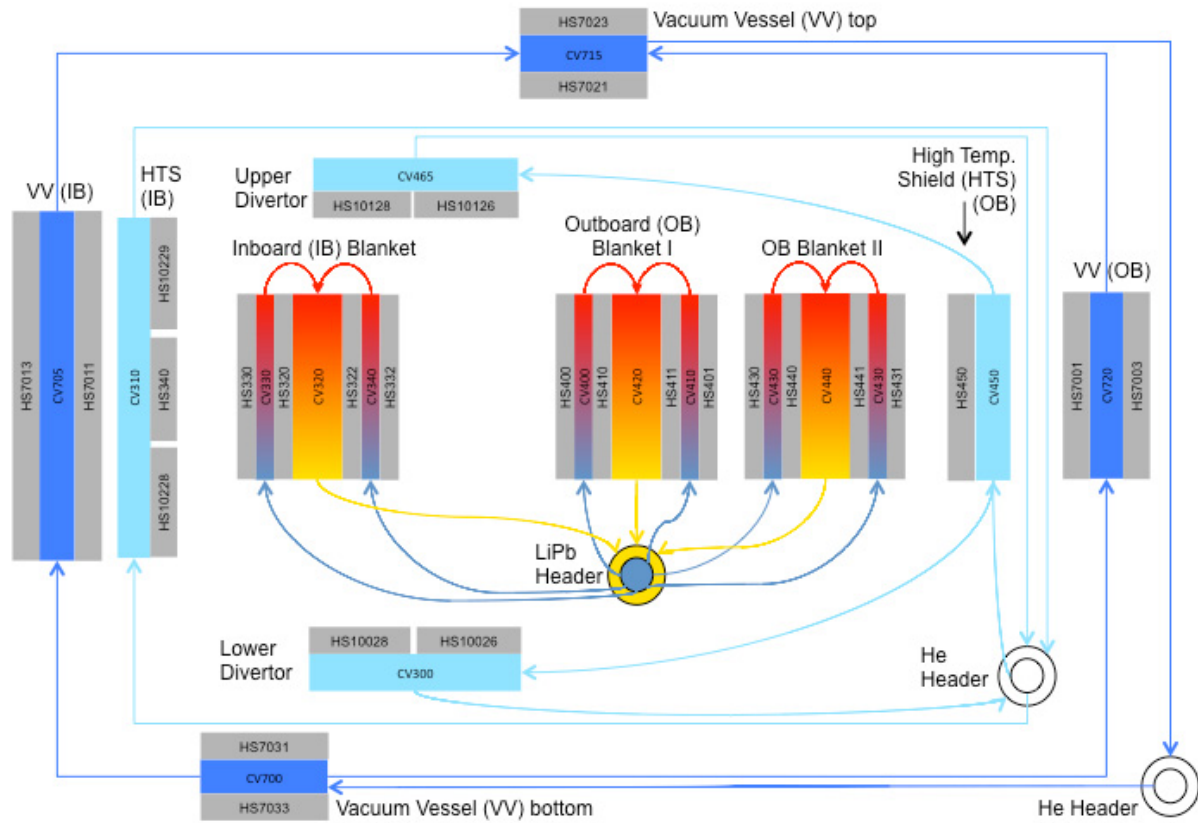 HS7023
Vacuum Vessel (VV) top
CV715
HS7021
Upper
Divertor
CV465
HS10128
HS10126
High Temp.
Shield (HTS)
(OB)
VV (IB)
HTS
(IB)
Inboard (IB) Blanket
Outboard (OB)
Blanket I
OB Blanket II
VV (OB)
HS7013
CV705
HS7011
CV310
HS10229
HS340
HS10228
HS330
CV330
HS320
CV320
HS322
CV340
HS332
HS400
CV400
HS410
CV420
HS411
CV410
HS401
HS430
CV430
HS440
CV440
HS441
CV430
HS431
HS450
CV450
HS7001
CV720
HS7003
LiPb
Header
Lower
Divertor
HS10028
HS10026
CV300
He
Header
HS7031
CV700
HS7033
Vacuum Vessel (VV) bottom
He Header